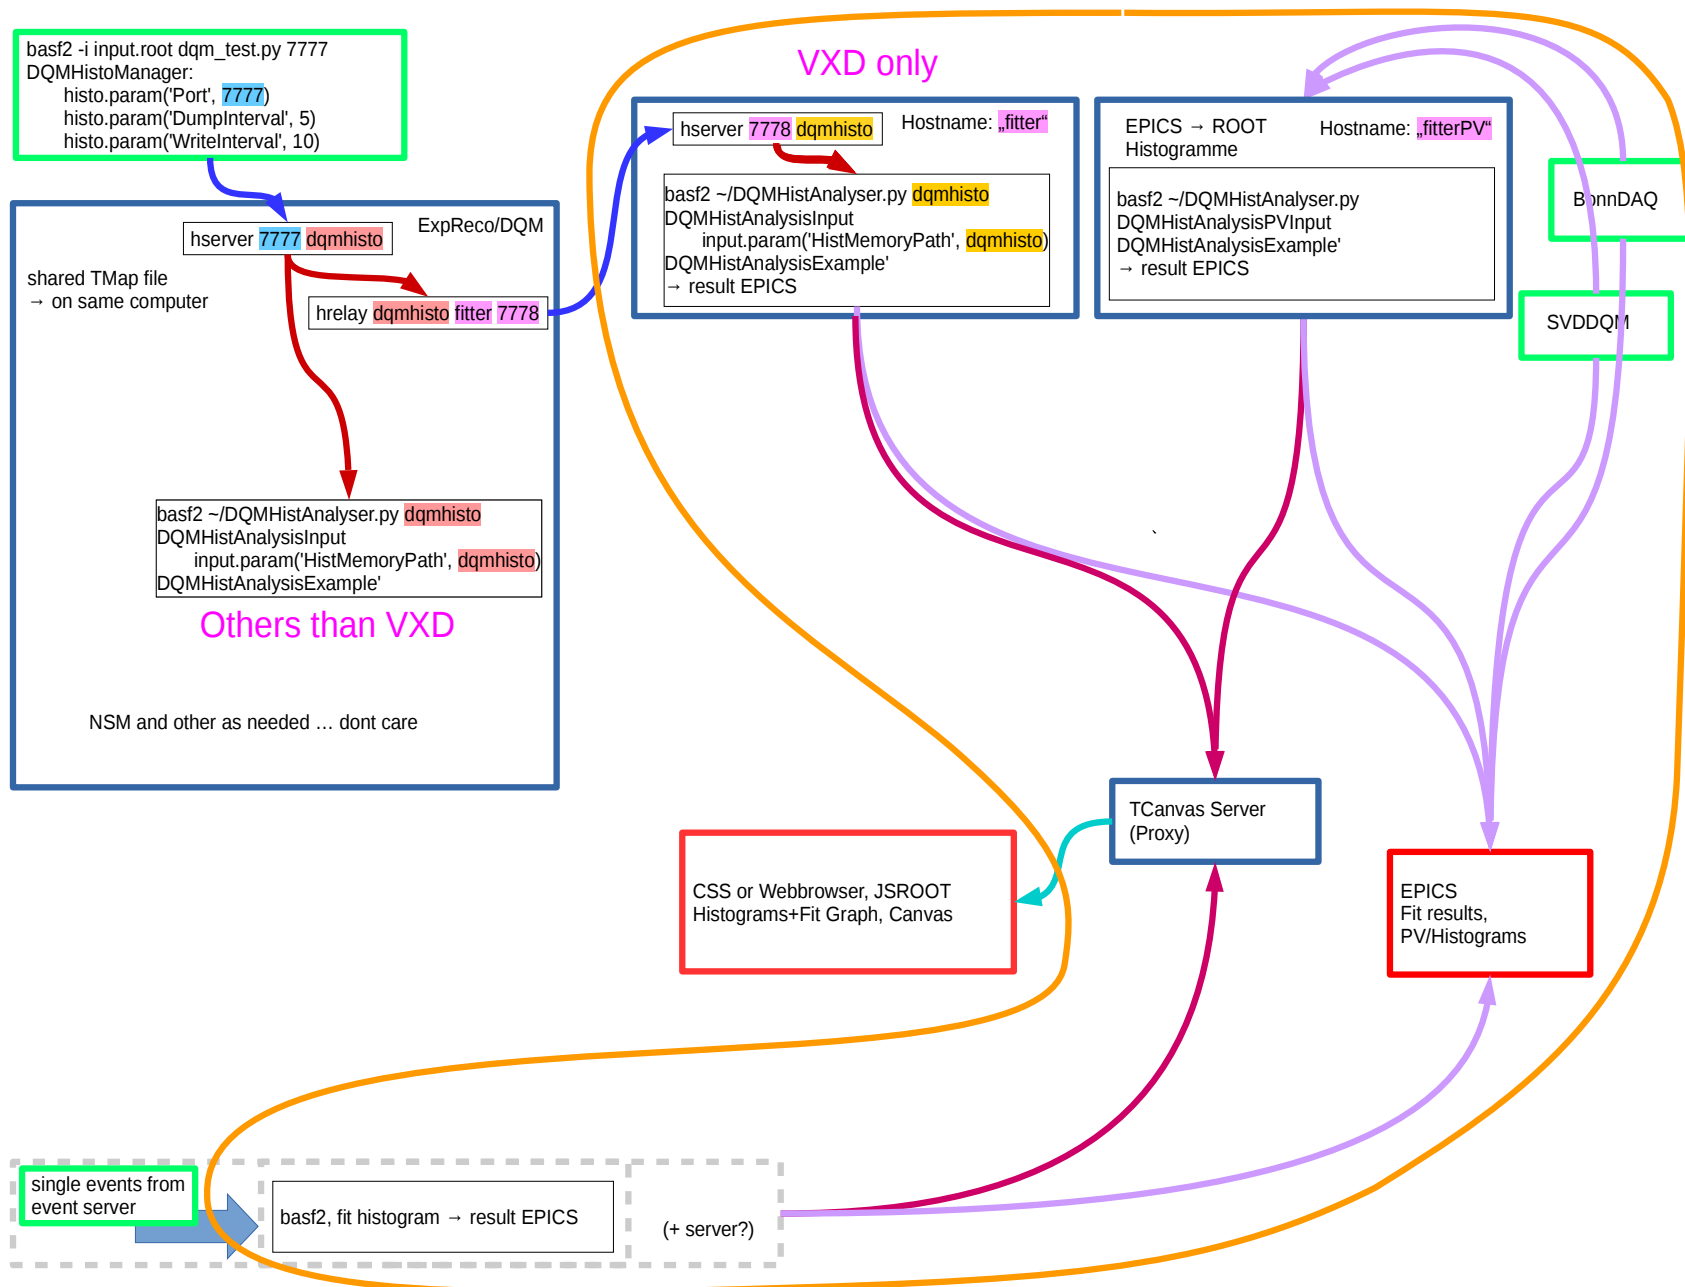 basf2 -i input.root dqm_test.py 7777
DQMHistoManager:
histo.param('Port', 7777)
histo.param('DumpInterval', 5)
histo.param('WriteInterval', 10)
ExpReco/DQM
hserver 7777 dqmhisto
shared TMap file
→ on same computer
hrelay dqmhisto fitter 7778
basf2 ~/DQMHistAnalyser.py dqmhisto
DQMHistAnalysisInput
input.param('HistMemoryPath', dqmhisto)
DQMHistAnalysisExample'
Others than VXD
NSM and other as needed … dont care
VXD only
hserver 7778 dqmhisto
Hostname: „fitter“
basf2 ~/DQMHistAnalyser.py dqmhisto
DQMHistAnalysisInput
input.param('HistMemoryPath', dqmhisto)
DQMHistAnalysisExample'
→ result EPICS
EPICS → ROOT
Histogramme
Hostname: „fitterPV“
basf2 ~/DQMHistAnalyser.py
DQMHistAnalysisPVInput
DQMHistAnalysisExample'
→ result EPICS
BonnDAQ
SVDDQM
`
TCanvas Server
(Proxy)
CSS or Webbrowser, JSROOT
Histograms+Fit Graph, Canvas
EPICS
Fit results,
PV/Histograms
single events from
event server
basf2, fit histogram → result EPICS
(+ server?)